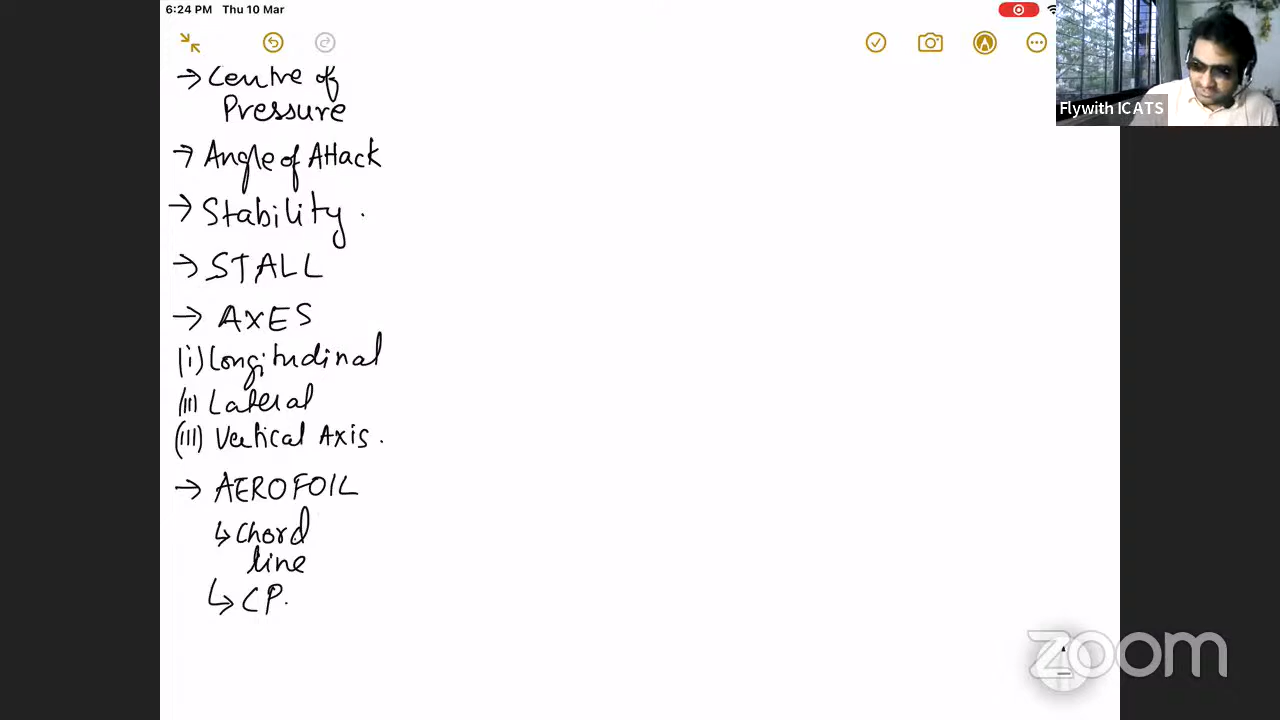 6:24 PM Thu 10 Mar
Flywith ICATS
→ Centre of
Pressure
→ Angle of Attack
→ Stability.
→ STALL
→ AXES
(i) Longitudinal
(ii) Lateral
(iii) Vertical Axis.
→ AEROFOIL
↳ Chord
line
↳ CP.
zoom